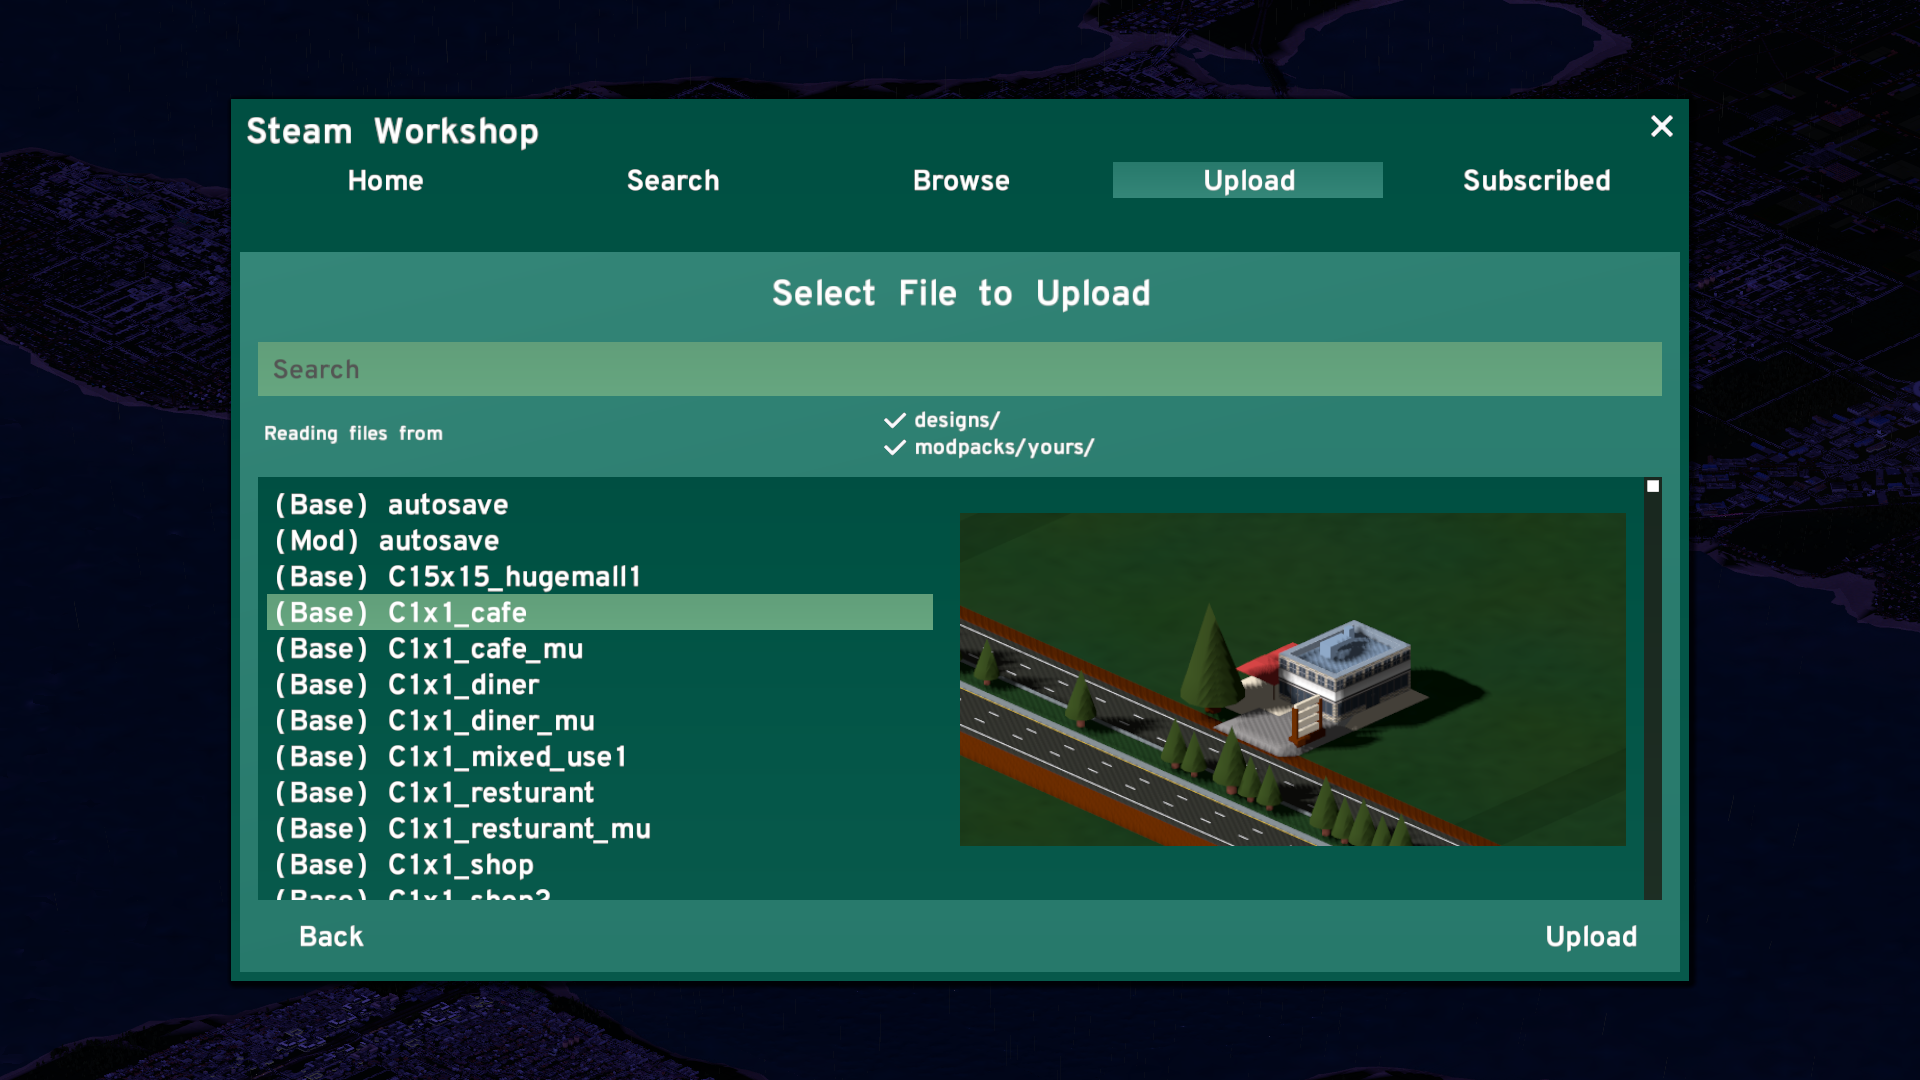 Steam Workshop
Home Search Browse Upload Subscribed
Select File to Upload
Search
Reading files from
designs/
modpacks/yours/
(Base) autosave
(Mod) autosave
(Base) C15x15_hugemall1
(Base) C1x1_cafe
(Base) C1x1_cafe_mu
(Base) C1x1_diner
(Base) C1x1_diner_mu
(Base) C1x1_mixed_use1
(Base) C1x1_resturant
(Base) C1x1_resturant_mu
(Base) C1x1_shop
Back Upload